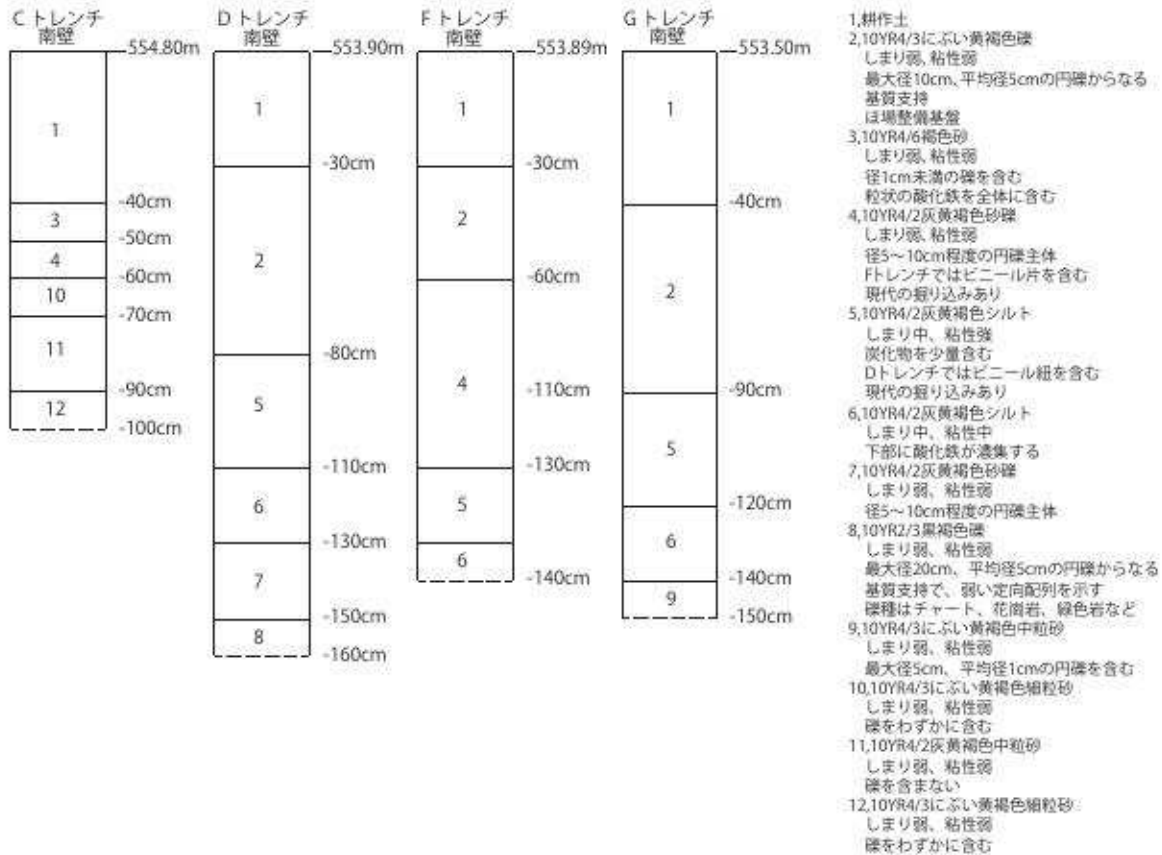 C トレンチ
南壁
554.80m
1
-40cm
3
-50cm
4
-60cm
10
-70cm
11
-90cm
12
-100cm
D トレンチ
南壁
553.90m
1
-30cm
2
-80cm
5
-110cm
6
-130cm
7
-150cm
8
-160cm
F トレンチ
南壁
553.89m
1
-30cm
2
-60cm
4
-110cm
-130cm
5
6
-140cm
G トレンチ
南壁
553.50m
1
-40cm
2
-90cm
5
-120cm
6
-140cm
9
-150cm
1,耕作土
2,10YR4/3にぶい黄褐色礫
しまり弱、粘性弱
最大径10cm、平均径5cmの円礫からなる
基質支持
ほ場整備基盤
3,10YR4/6褐色砂
しまり弱、粘性弱
径1cm未満の礫を含む
粒状の酸化鉄を全体に含む
4,10YR4/2灰黄褐色砂礫
しまり弱、粘性弱
径5～10cm程度の円礫主体
Fトレンチではビニール片を含む
現代の掘り込みあり
5,10YR4/2灰黄褐色シルト
しまり中、粘性強
炭化物を少量含む
Dトレンチではビニール紐を含む
現代の掘り込みあり
6,10YR4/2灰黄褐色シルト
しまり中、粘性中
下部に酸化鉄が濃集する
7,10YR4/2灰黄褐色砂礫
しまり弱、粘性弱
径5～10cm程度の円礫主体
8,10YR2/3黒褐色礫
しまり弱、粘性弱
最大径20cm、平均径5cmの円礫からなる
基質支持で、弱い定向配列を示す
礫種はチャート、花崗岩、緑色岩など
9,10YR4/3にぶい黄褐色中粒砂
しまり弱、粘性弱
最大径5cm、平均径1cmの円礫を含む
10,10YR4/3にぶい黄褐色細粒砂
しまり弱、粘性弱
礫をわずかに含む
11,10YR4/2灰黄褐色中粒砂
しまり弱、粘性弱
礫を含まない
12,10YR4/3にぶい黄褐色細粒砂
しまり弱、粘性弱
礫をわずかに含む